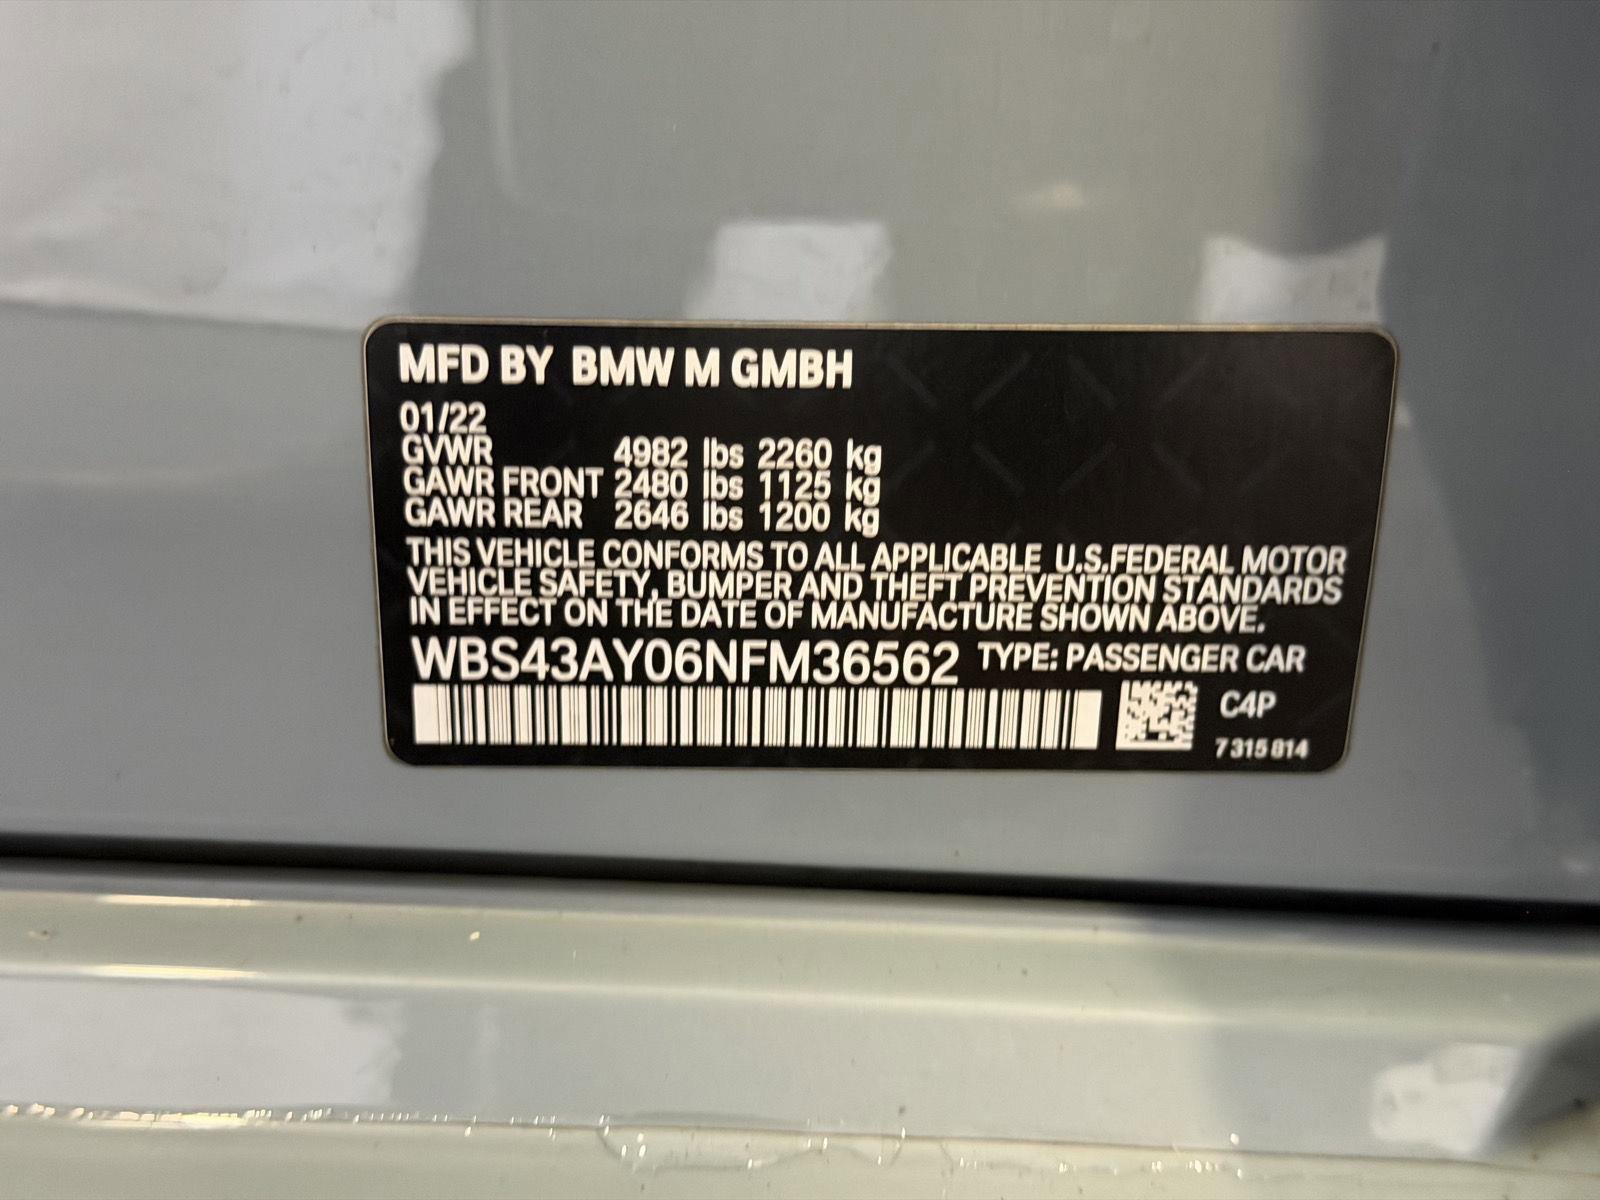 MFD BY BMW M GMBH
01/22
GVWR 4982 lbs 2260 kg
GAWR FRONT 2480 lbs 1125 kg
GAWR REAR 2646 lbs 1200 kg
THIS VEHICLE CONFORMS TO ALL APPLICABLE U.S.FEDERAL MOTOR
VEHICLE SAFETY, BUMPER AND THEFT PREVENTION STANDARDS
IN EFFECT ON THE DATE OF MANUFACTURE SHOWN ABOVE.
WBS43AY06NFM36562 TYPE: PASSENGER CAR
C4P
7 315 814